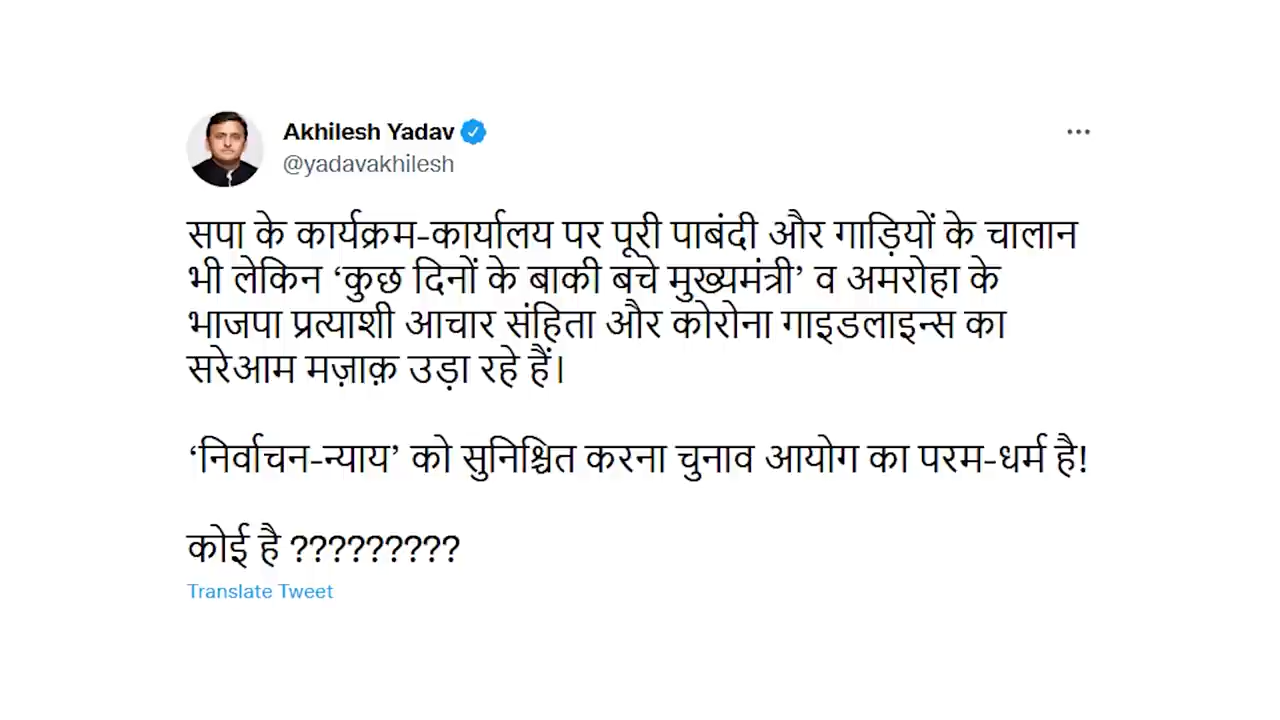 Akhilesh Yadav
@yadavakhilesh
सपा के कार्यक्रम-कार्यालय पर पूरी पाबंदी और गाड़ियों के चालान
भी लेकिन ‘कुछ दिनों के बाकी बचे मुख्यमंत्री’ व अमरोहा के
भाजपा प्रत्याशी आचार संहिता और कोरोना गाइडलाइन्स का
सरेआम मज़ाक़ उड़ा रहे हैं।
‘निर्वाचन-न्याय’ को सुनिश्चित करना चुनाव आयोग का परम-धर्म है!
कोई है ?????????
Translate Tweet